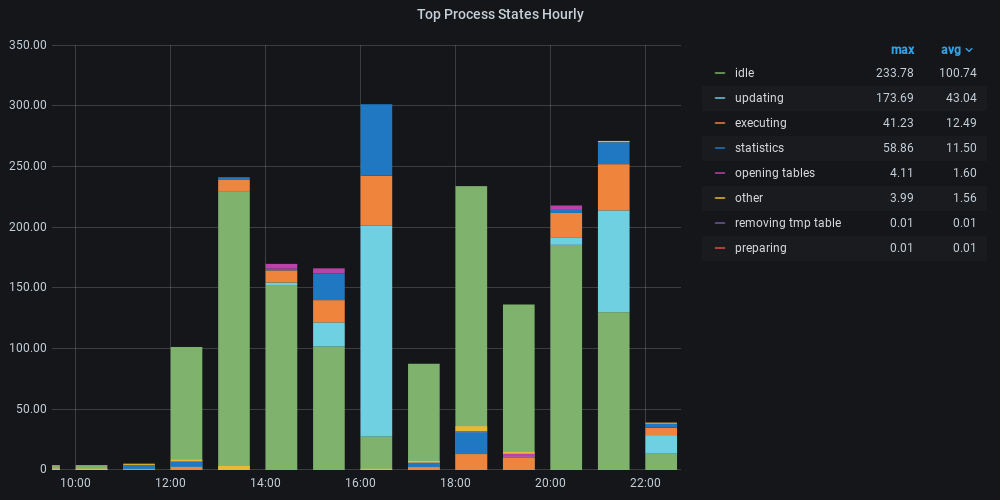 Top Process States Hourly
350.00
300.00
250.00
200.00
150.00
100.00
50.00
0
10:00 12:00 14:00 16:00 18:00 20:00 22:00
max avg
idle 233.78 100.74
updating 173.69 43.04
executing 41.23 12.49
statistics 58.86 11.50
opening tables 4.11 1.60
other 3.99 1.56
removing tmp table 0.01 0.01
preparing 0.01 0.01